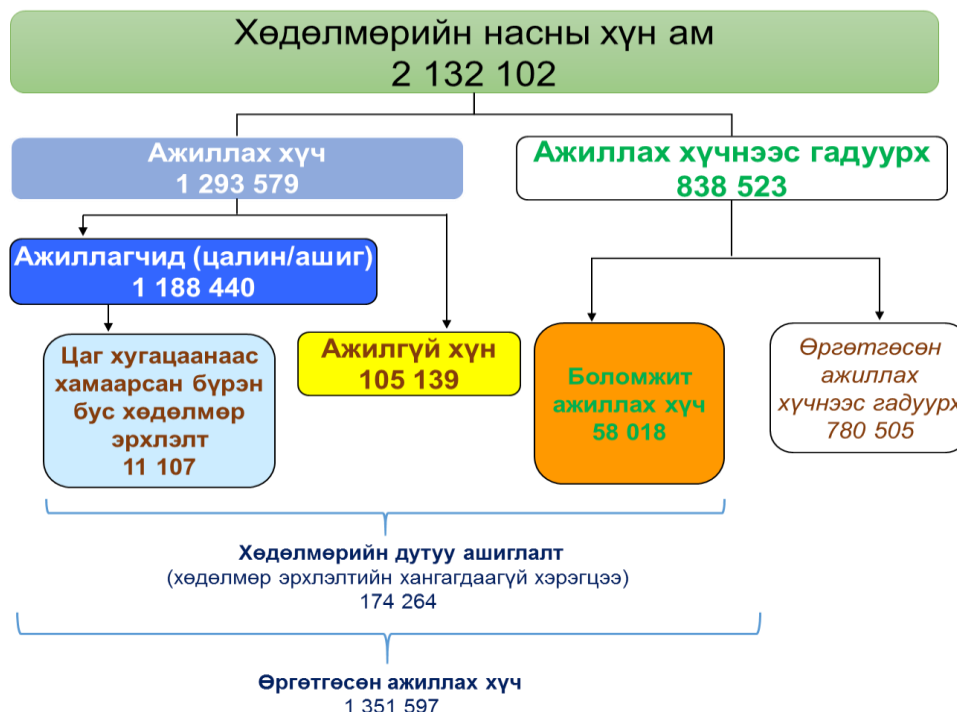 Хөдөлмөрийн насны хүн ам
2 132 102
Ажиллах хүч
1 293 579
Ажиллах хүчнээс гадуурх
838 523
Ажиллагчид (цалин/ашиг)
1 188 440
Цаг хугацаанаас
хамаарсан бүрэн
бус хөдөлмөр
эрхлэлт
11 107
Ажилгүй хүн
105 139
Боломжит
ажиллах хүч
58 018
Өргөтгөсөн
ажиллах
хүчнээс гадуурх
780 505
Хөдөлмөрийн дутуу ашиглалт
(хөдөлмөр эрхлэлтийн хангагдаагүй хэрэгцээ)
174 264
Өргөтгөсөн ажиллах хүч
1 351 597